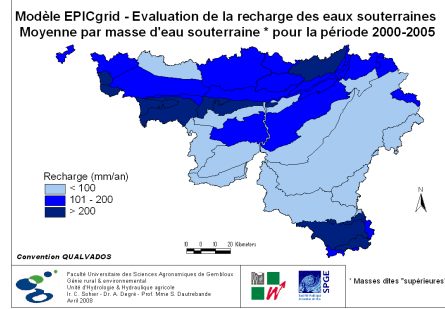 Modèle EPICgrid - Evaluation de la recharge des eaux souterraines
Moyenne par masse d'eau souterraine * pour la période 2000-2005
Recharge (mm/an)
< 100
101 - 200
> 200
N
10 0 10 20 Kilometers
Convention QUALVADOS
Faculté Universitaire des Sciences Agronomiques de Gembloux
Génie rural & environnemental
Unité d'Hydrologie & Hydraulique agricole
Ir. C. Sohier - Dr. A. Degré - Prof. Mme S. Dautrebande
Avril 2008
W
SPGE
* Masses dites "supérieures"